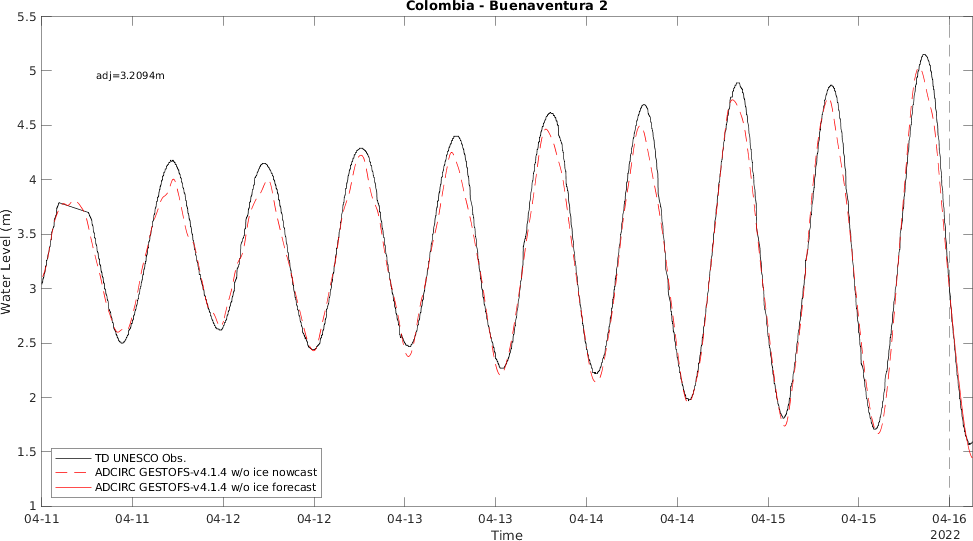 Colombia - Buenaventura 2
adj=3.2094m
5.5
5
4.5
4
3.5
3
2.5
2
1.5
1
Water Level (m)
TD UNESCO Obs.
ADCIRC GESTOFS-v4.1.4 w/o ice nowcast
ADCIRC GESTOFS-v4.1.4 w/o ice forecast
04-11 04-11 04-12 04-12 04-13 04-13 04-14 04-14 04-15 04-15 04-16
Time
2022